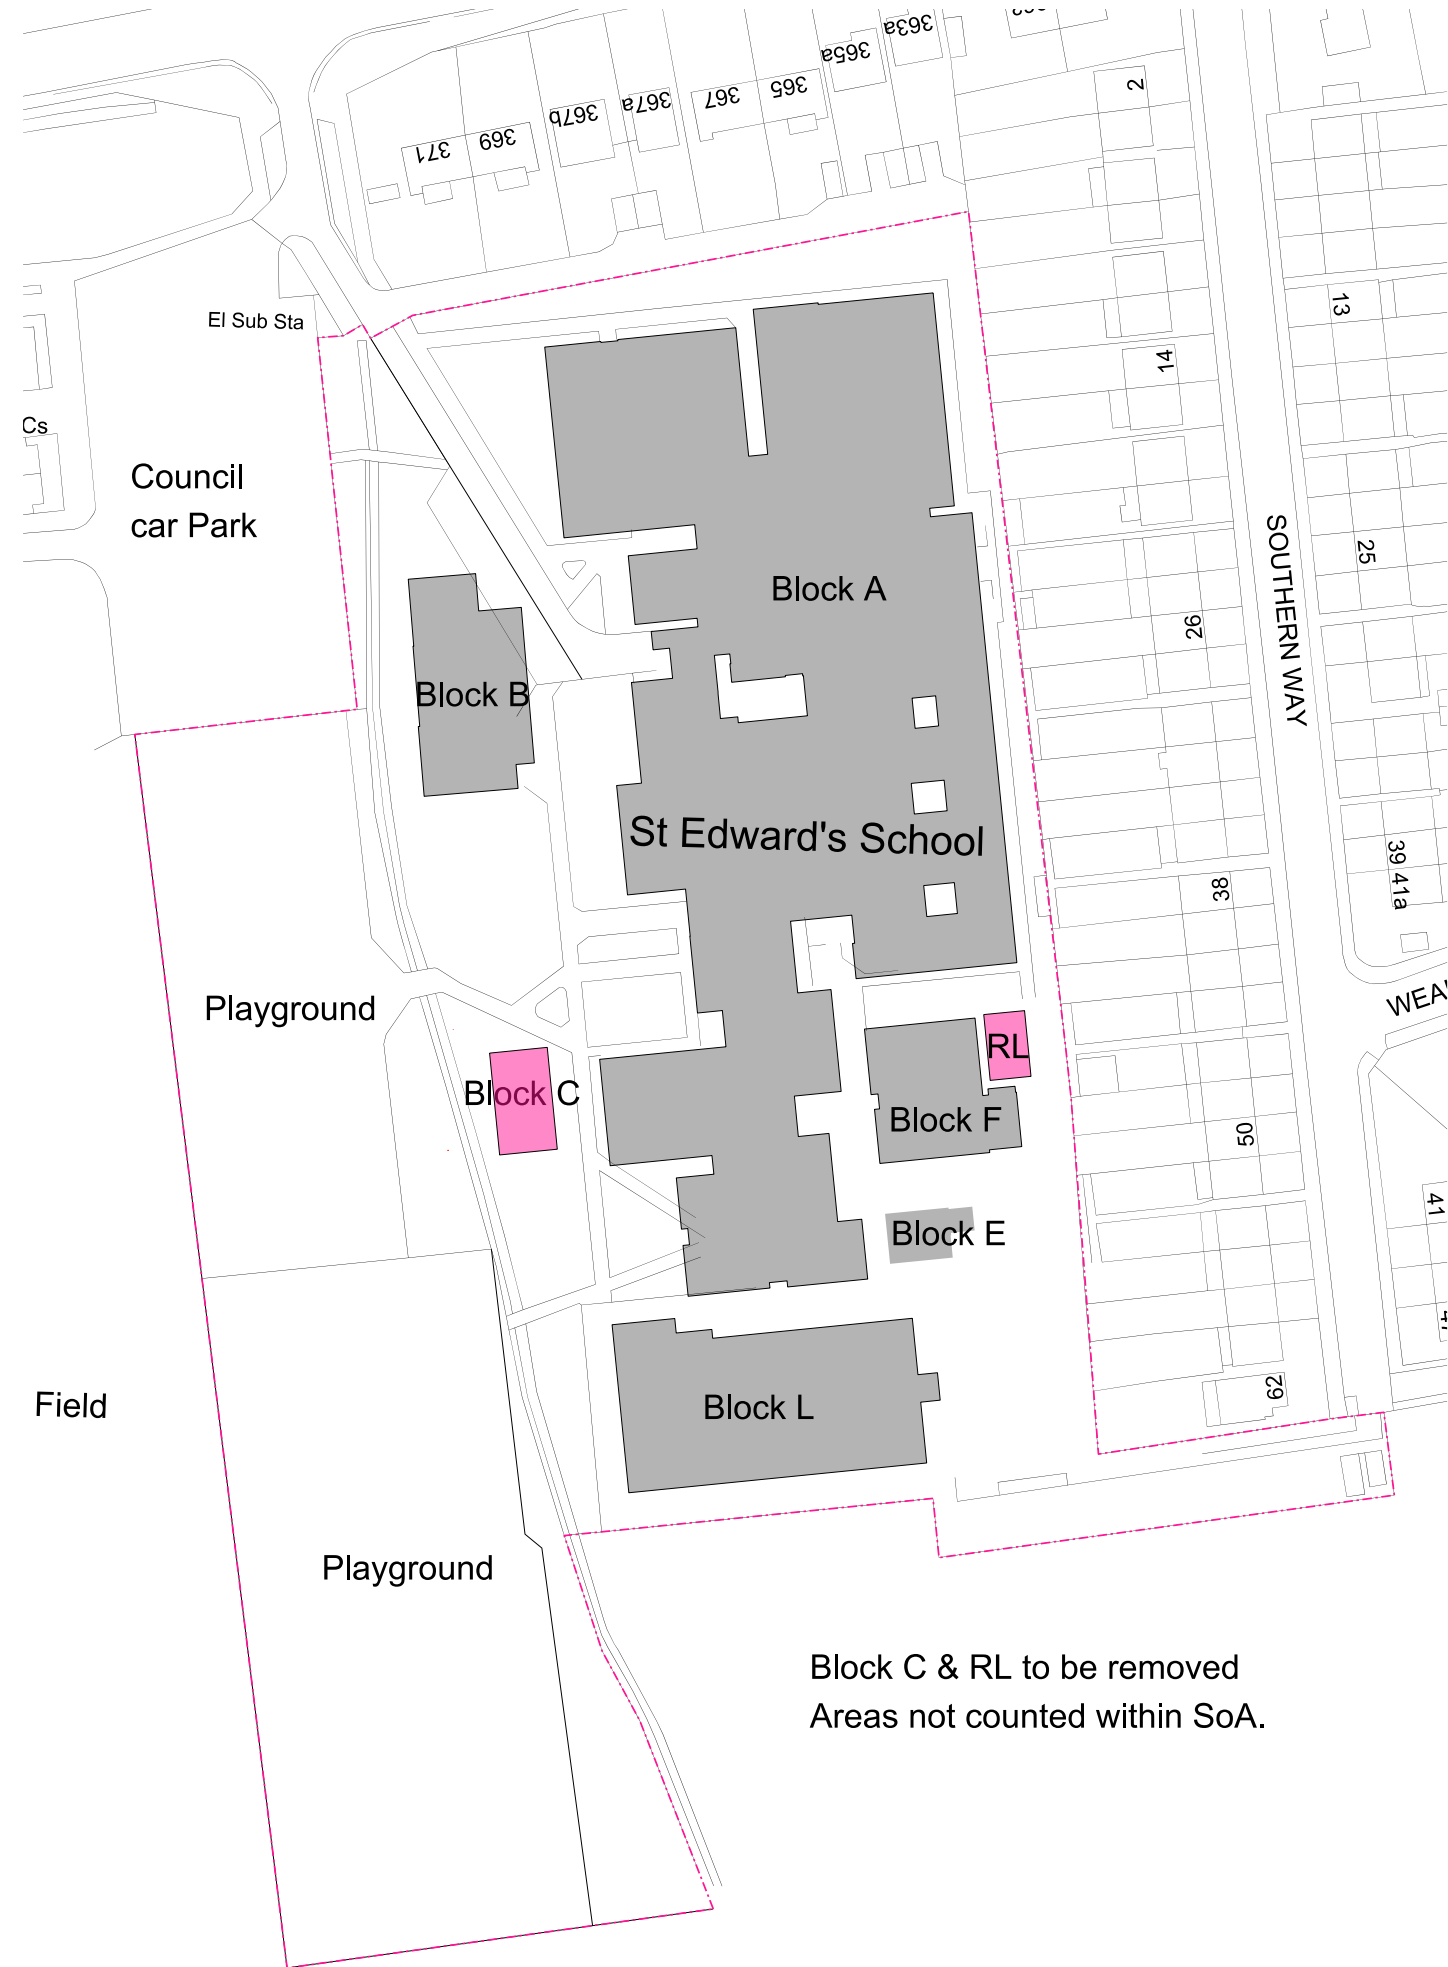 363a
365a
365
367
367a
367b
369
371
2
El Sub Sta
13
14
Cs
Council
car Park
SOUTHERN WAY
25
Block A
26
Block B
St Edward's School
39
41a
38
Playground
WEA
RL
Block C
Block F
50
Block E
41
Field
Block L
62
Playground
Block C & RL to be removed
Areas not counted within SoA.